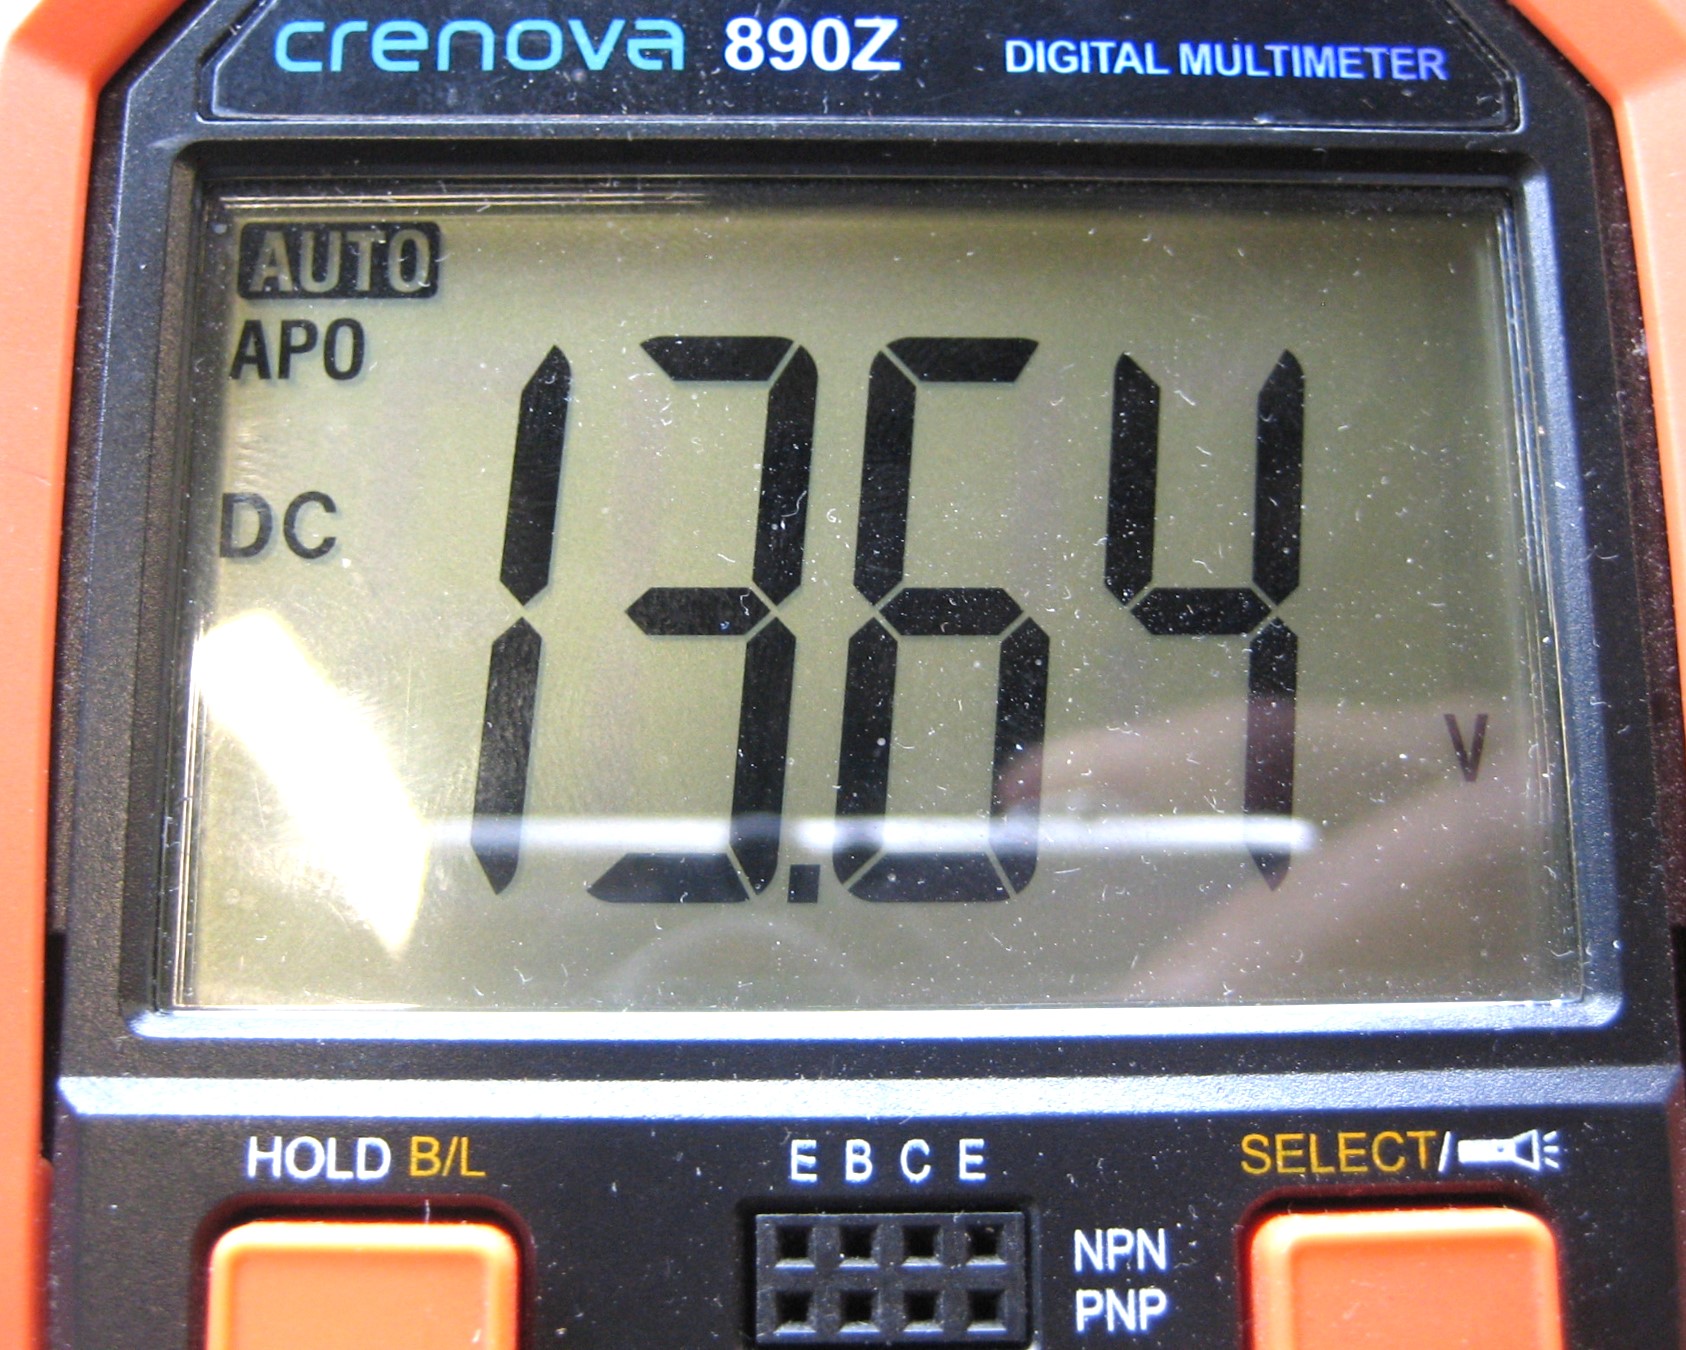 crenova 890Z DIGITAL MULTIMETER
AUTO
APO
DC
13.64
V
HOLD B/L
E B C E
SELECT/
NPN
PNP